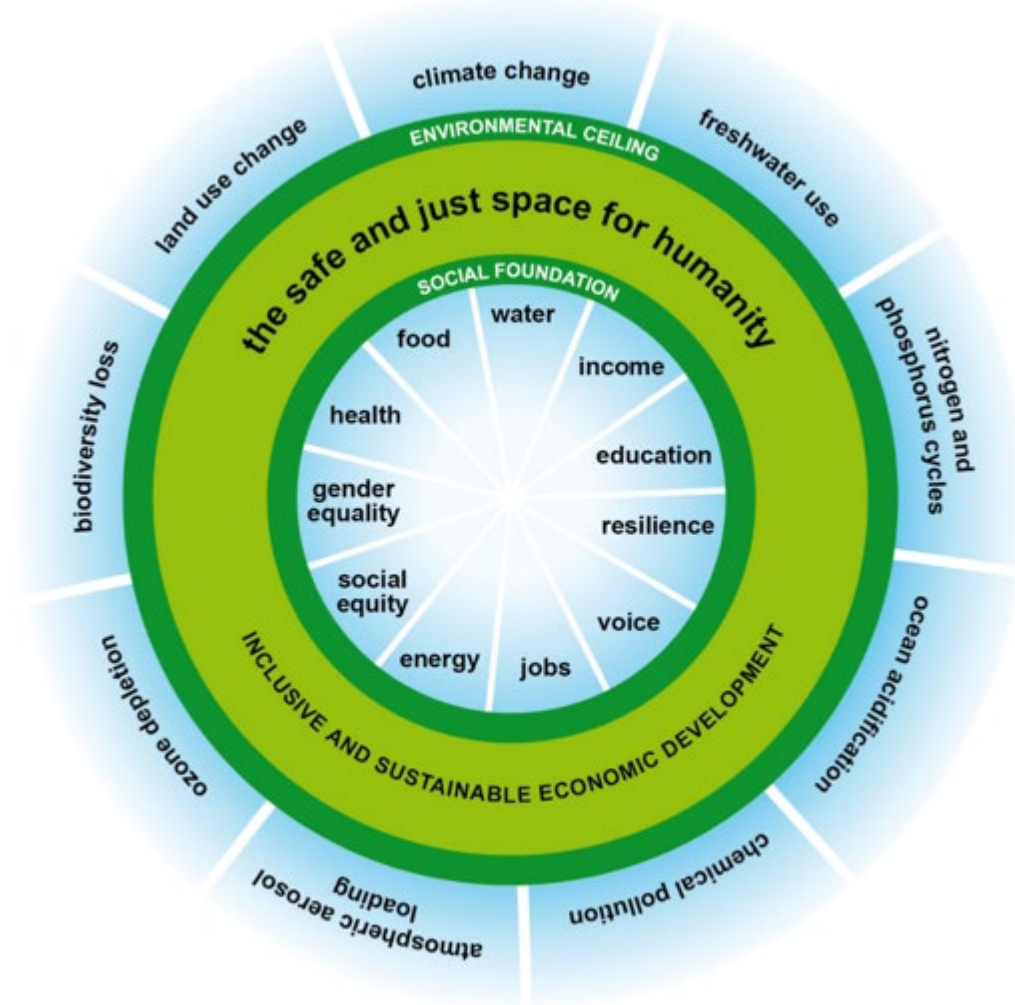 climate change
freshwater use
nitrogen and
phosphorus cycles
ocean acidification
chemical pollution
atmospheric aerosol
loading
ozone depletion
biodiversity loss
land use change
ENVIRONMENTAL CEILING
the safe and just space for humanity
SOCIAL FOUNDATION
water
income
education
resilience
voice
jobs
energy
social
equity
gender
equality
health
food
INCLUSIVE AND SUSTAINABLE ECONOMIC DEVELOPMENT